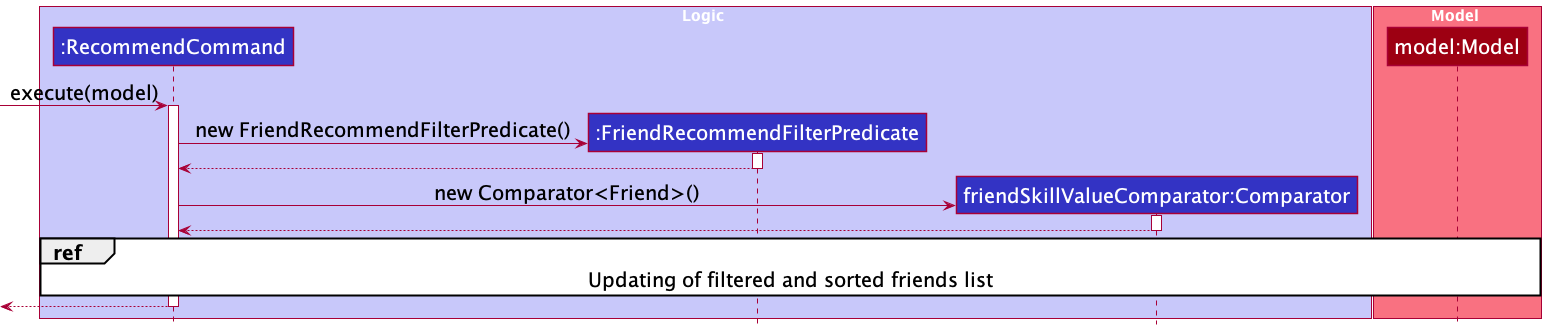 Logic
Model
:RecommendCommand
model:Model
execute(model)
new FriendRecommendFilterPredicate()
:FriendRecommendFilterPredicate
new Comparator<Friend>()
friendSkillValueComparator:Comparator
ref
Updating of filtered and sorted friends list